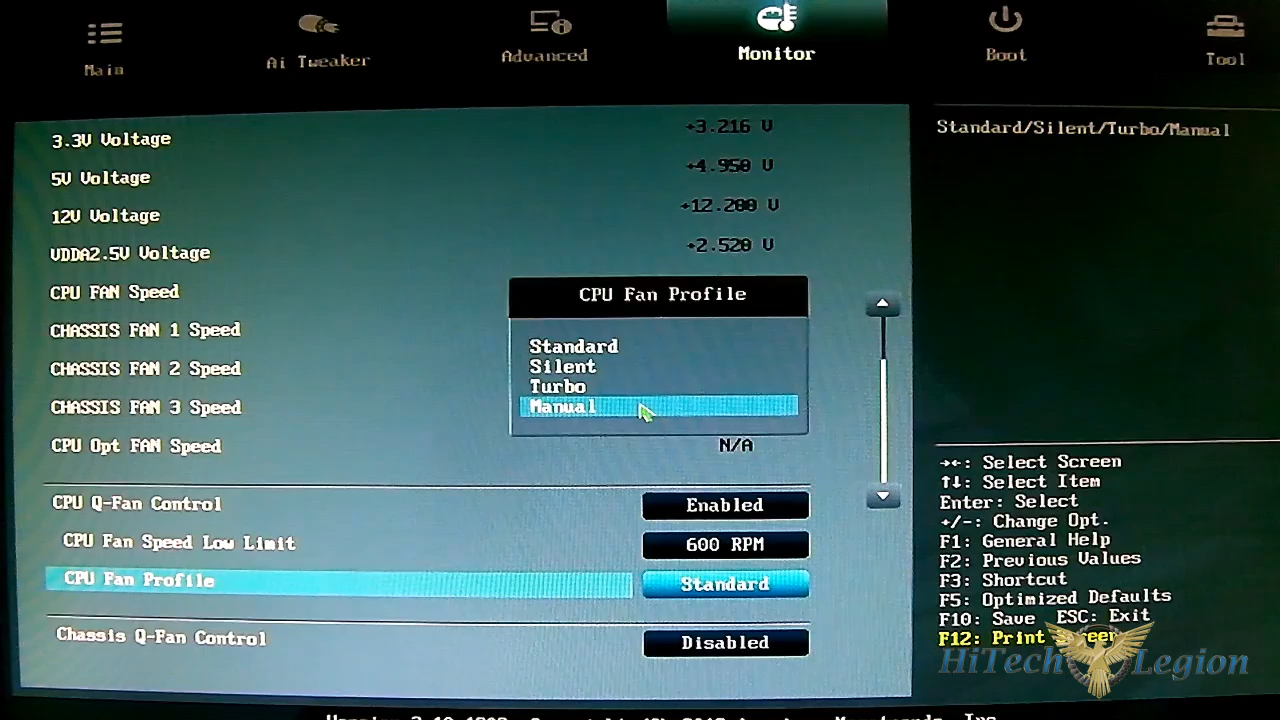 Main
Ai Tweaker
Advanced
Monitor
Boot
Tool
3.3V Voltage +3.216 V
5V Voltage +4.950 V
12V Voltage +12.200 V
VDDA2.5V Voltage +2.520 V
CPU FAN Speed
CHASSIS FAN 1 Speed
CHASSIS FAN 2 Speed
CHASSIS FAN 3 Speed
CPU Opt FAN Speed N/A
CPU Fan Profile
Standard
Silent
Turbo
Manual
CPU Q-Fan Control Enabled
CPU Fan Speed Low Limit 600 RPM
CPU Fan Profile Standard
Chassis Q-Fan Control Disabled
Standard/Silent/Turbo/Manual
→←: Select Screen
↑↓: Select Item
Enter: Select
+/-: Change Opt.
F1: General Help
F2: Previous Values
F3: Shortcut
F5: Optimized Defaults
F10: Save ESC: Exit
F12: Print Screen
HiTech Legion